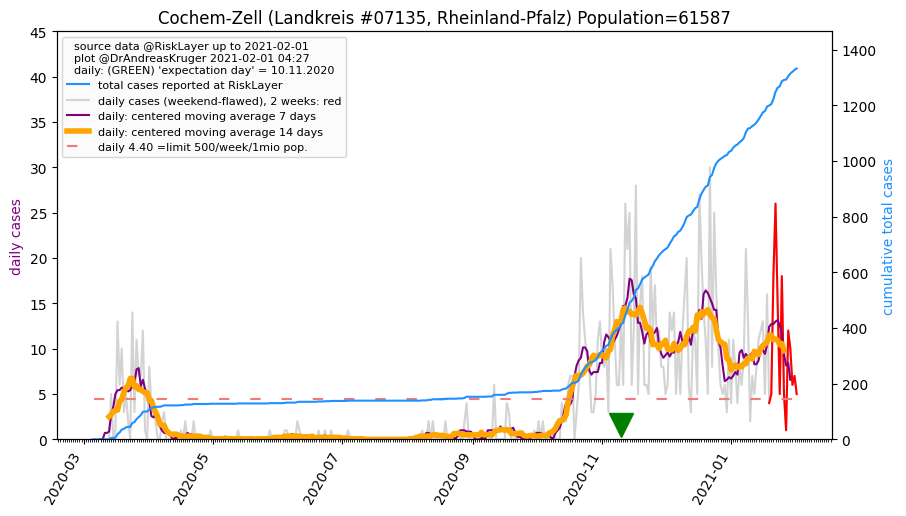 Cochem-Zell (Landkreis #07135, Rheinland-Pfalz) Population=61587
source data @RiskLayer up to 2021-02-01
plot @DrAndreasKruger 2021-02-01 04:27
daily: (GREEN) 'expectation day' = 10.11.2020
total cases reported at RiskLayer
daily cases (weekend-flawed), 2 weeks: red
daily: centered moving average 7 days
daily: centered moving average 14 days
daily 4.40 =limit 500/week/1mio pop.
daily cases
45
40
35
30
25
20
15
10
5
0
cumulative total cases
1400
1200
1000
800
600
400
200
0
2020-03
2020-05
2020-07
2020-09
2020-11
2021-01